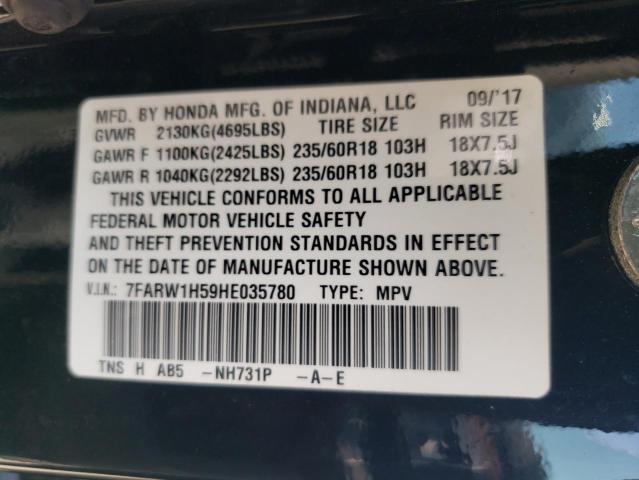 MFD. BY HONDA MFG. OF INDIANA, LLC 09/'17
GVWR 2130KG(4695LBS) TIRE SIZE RIM SIZE
GAWR F 1100KG(2425LBS) 235/60R18 103H 18X7.5J
GAWR R 1040KG(2292LBS) 235/60R18 103H 18X7.5J
THIS VEHICLE CONFORMS TO ALL APPLICABLE
FEDERAL MOTOR VEHICLE SAFETY
AND THEFT PREVENTION STANDARDS IN EFFECT
ON THE DATE OF MANUFACTURE SHOWN ABOVE.
V.I.N.: 7FARW1H59HE035780 TYPE: MPV
TNS H AB5 -NH731P -A-E